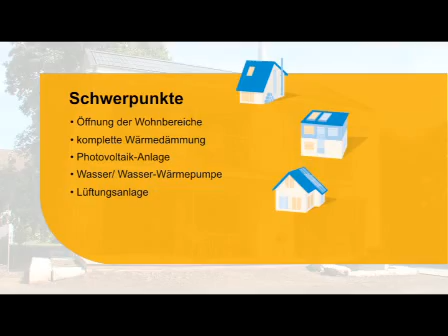 Schwerpunkte
• Öffnung der Wohnbereiche
• komplette Wärmedämmung
• Photovoltaik-Anlage
• Wasser/ Wasser-Wärmepumpe
• Lüftungsanlage